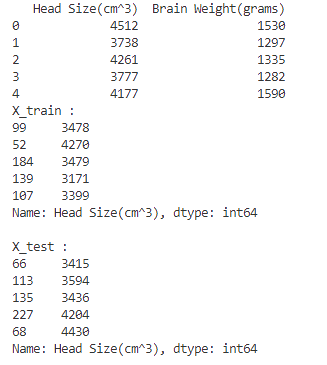 Head Size(cm^3) Brain Weight(grams)
0 4512 1530
1 3738 1297
2 4261 1335
3 3777 1282
4 4177 1590
X_train :
99 3478
52 4270
184 3479
139 3171
107 3399
Name: Head Size(cm^3), dtype: int64
X_test :
66 3415
113 3594
135 3436
227 4204
68 4430
Name: Head Size(cm^3), dtype: int64